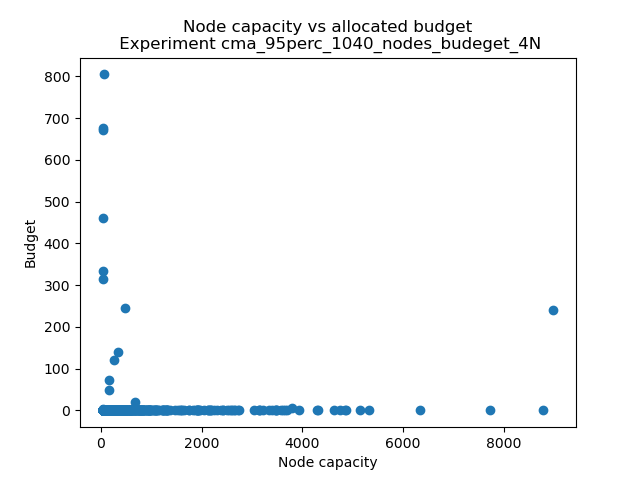 Node capacity vs allocated budget
Experiment cma_95perc_1040_nodes_budeget_4N
800
700
600
500
400
300
200
100
0
Budget
0 2000 4000 6000 8000
Node capacity